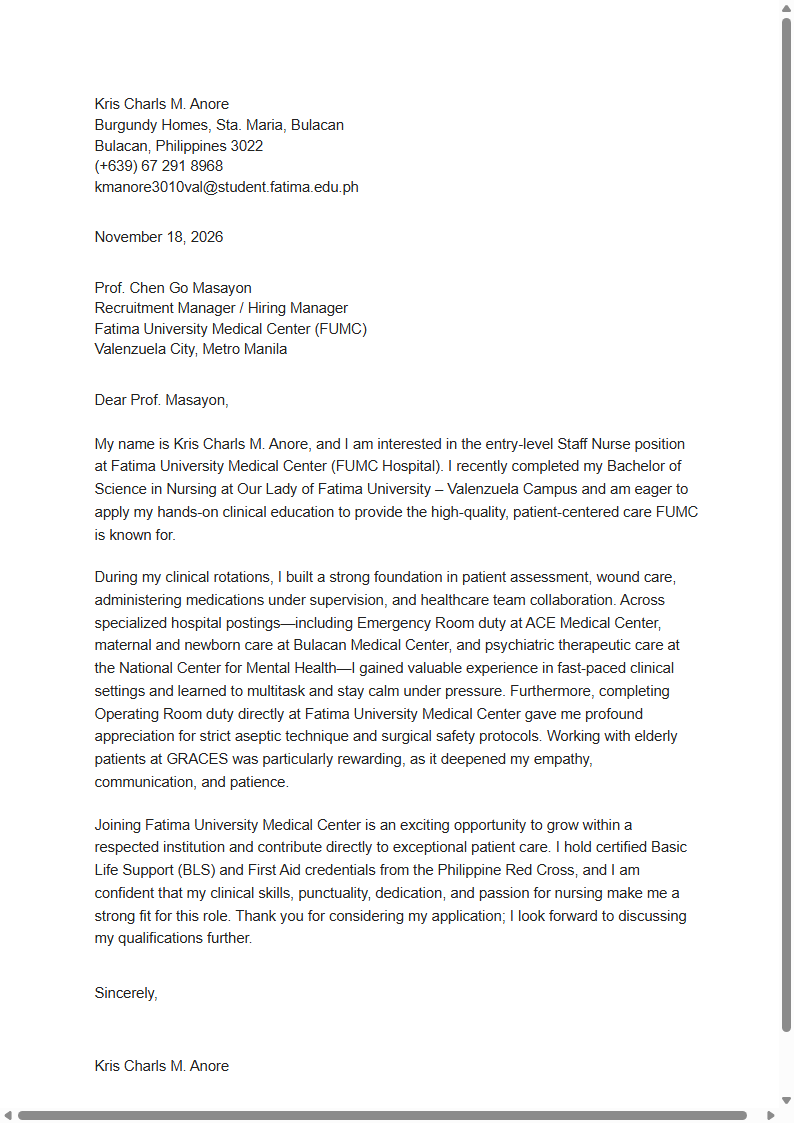 Kris Charls M. Anore
Burgundy Homes, Sta. Maria, Bulacan
Bulacan, Philippines 3022
(+639) 67 291 8968
kmanore3010val@student.fatima.edu.ph
November 18, 2026
Prof. Chen Go Masayon
Recruitment Manager / Hiring Manager
Fatima University Medical Center (FUMC)
Valenzuela City, Metro Manila
Dear Prof. Masayon,
My name is Kris Charls M. Anore, and I am interested in the entry-level Staff Nurse position
at Fatima University Medical Center (FUMC Hospital). I recently completed my Bachelor of
Science in Nursing at Our Lady of Fatima University – Valenzuela Campus and am eager to
apply my hands-on clinical education to provide the high-quality, patient-centered care FUMC
is known for.
During my clinical rotations, I built a strong foundation in patient assessment, wound care,
administering medications under supervision, and healthcare team collaboration. Across
specialized hospital postings—including Emergency Room duty at ACE Medical Center,
maternal and newborn care at Bulacan Medical Center, and psychiatric therapeutic care at
the National Center for Mental Health—I gained valuable experience in fast-paced clinical
settings and learned to multitask and stay calm under pressure. Furthermore, completing
Operating Room duty directly at Fatima University Medical Center gave me profound
appreciation for strict aseptic technique and surgical safety protocols. Working with elderly
patients at GRACES was particularly rewarding, as it deepened my empathy,
communication, and patience.
Joining Fatima University Medical Center is an exciting opportunity to grow within a
respected institution and contribute directly to exceptional patient care. I hold certified Basic
Life Support (BLS) and First Aid credentials from the Philippine Red Cross, and I am
confident that my clinical skills, punctuality, dedication, and passion for nursing make me a
strong fit for this role. Thank you for considering my application; I look forward to discussing
my qualifications further.
Sincerely,
Kris Charls M. Anore